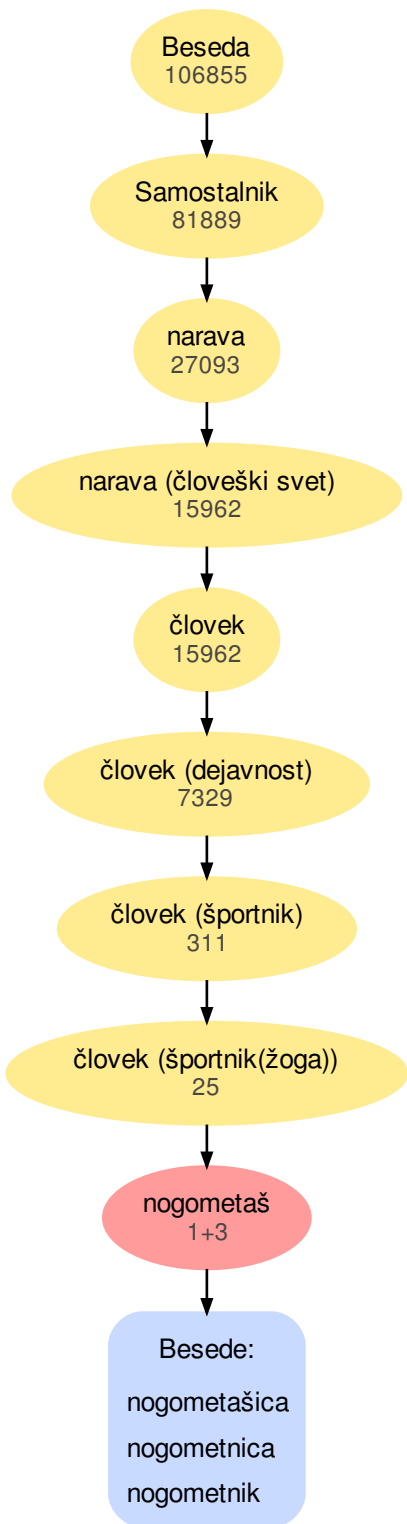 Beseda
106855
Samostalnik
81889
narava
27093
narava (človeški svet)
15962
človek
15962
človek (dejavnost)
7329
človek (športnik)
311
človek (športnik(žoga))
25
nogometaš
1+3
Besede:
nogometašica
nogometnica
nogometnik